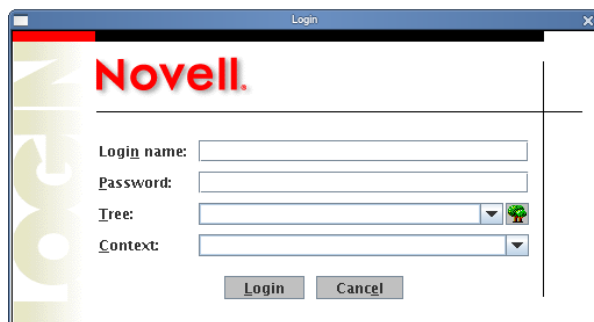 Login
LOGIN
Novell.
Login name:
Password:
Tree:
Context:
Login
Cancel